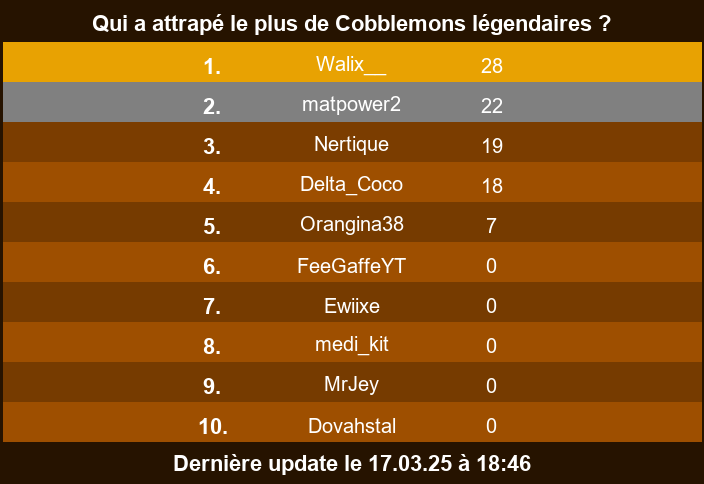 Qui a attrapé le plus de Cobblemons légendaires ?
1. Walix__ 28
2. matpower2 22
3. Nertique 19
4. Delta_Coco 18
5. Orangina38 7
6. FeeGaffeYT 0
7. Ewiixe 0
8. medi_kit 0
9. MrJey 0
10. Dovahstal 0
Dernière update le 17.03.25 à 18:46